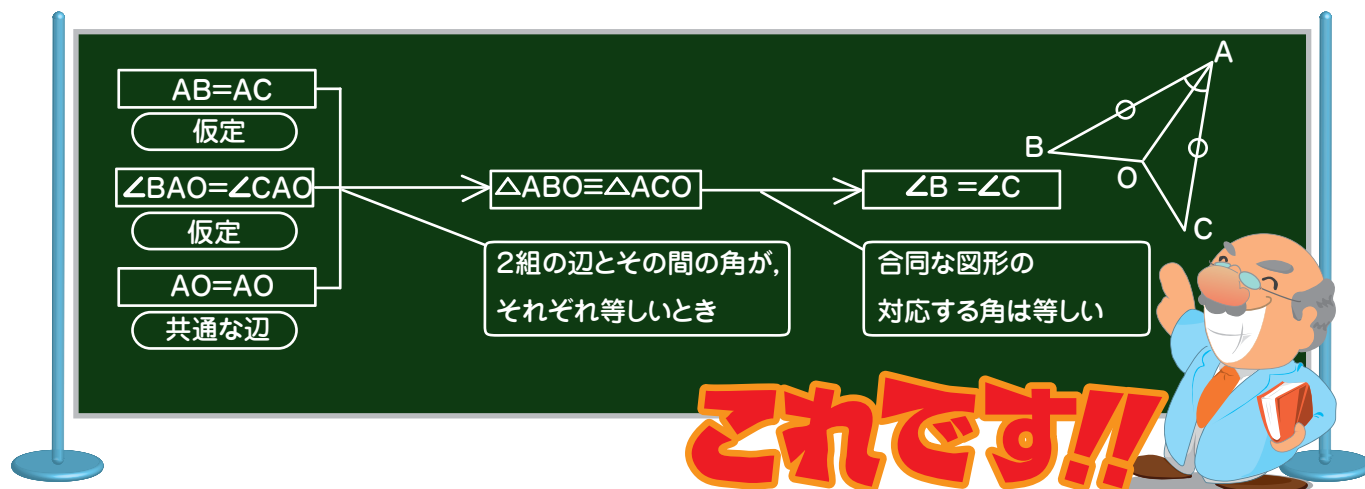 AB=AC
仮定
∠BAO=∠CAO
仮定
AO=AO
共通な辺
△ABO≡△ACO
2組の辺とその間の角が,
それぞれ等しいとき
∠B =∠C
合同な図形の
対応する角は等しい
A
B
O
C
これです!!